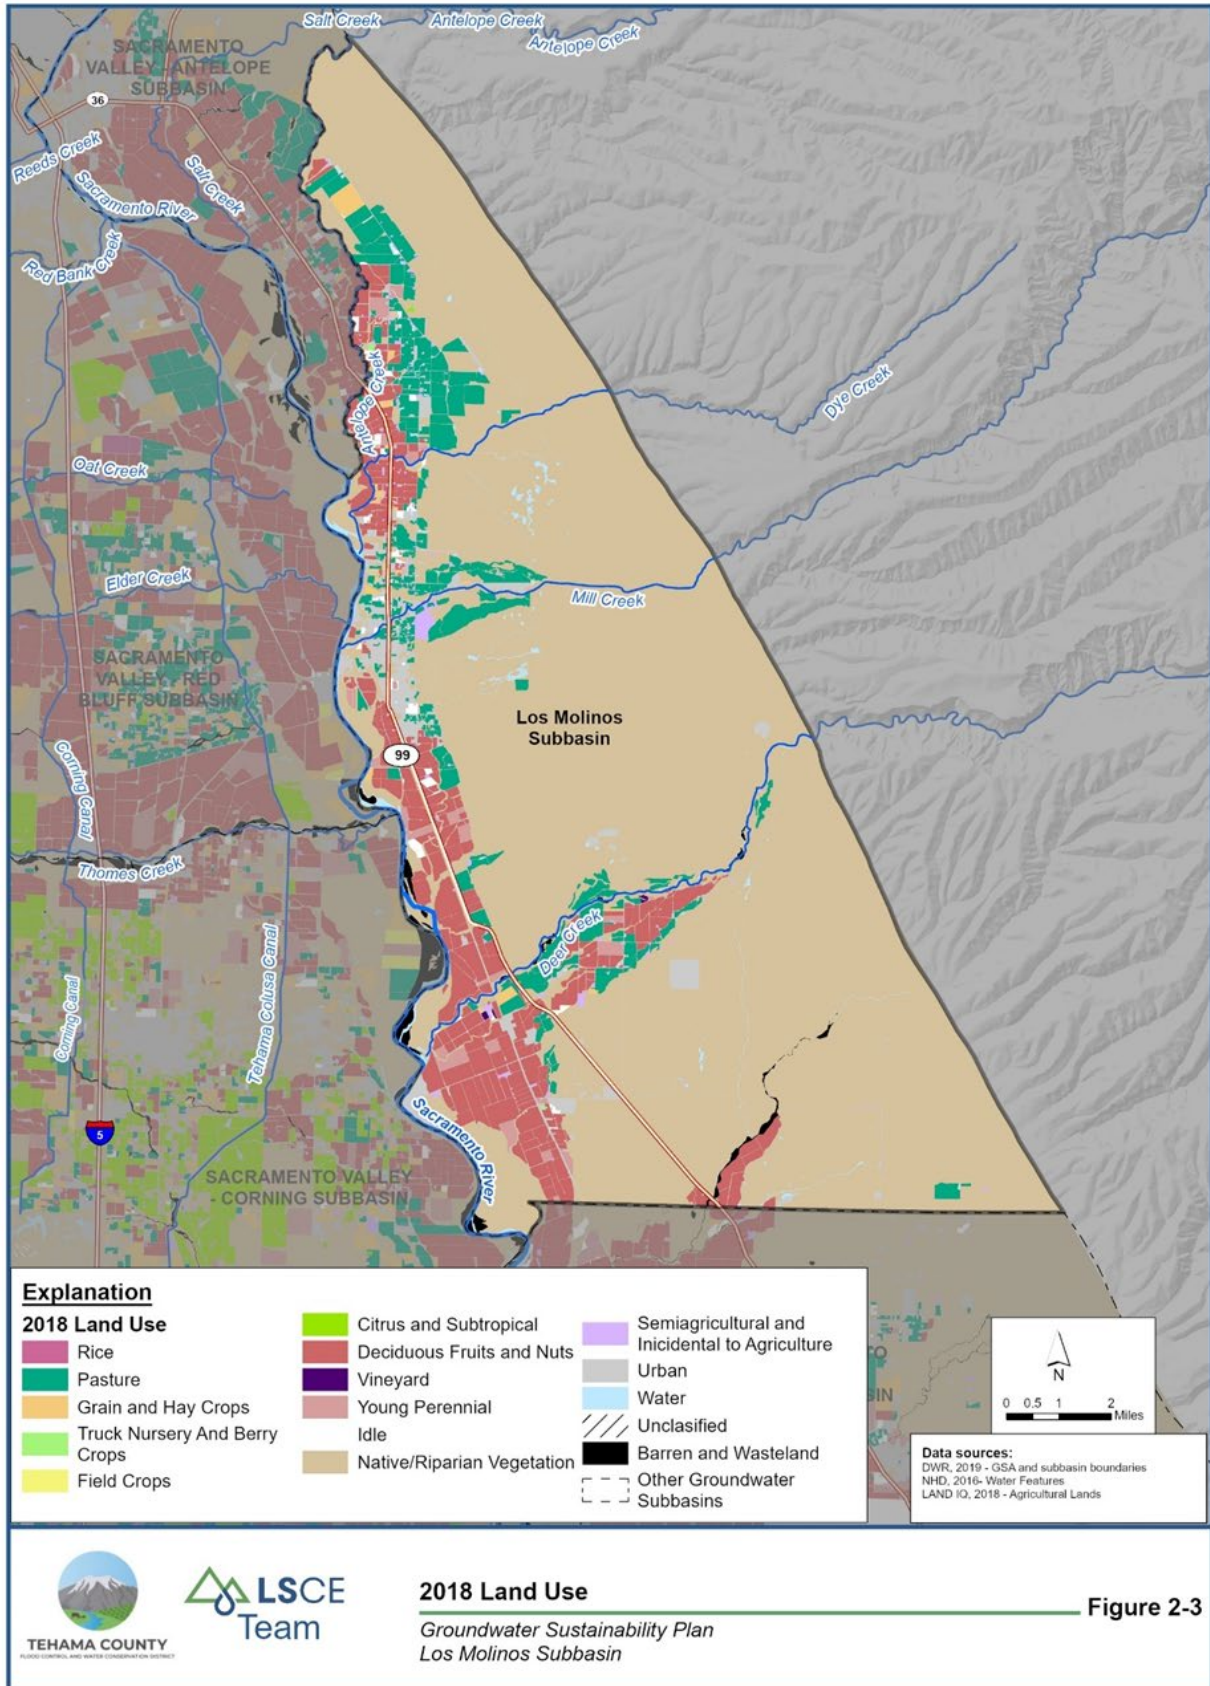 Salt Creek
Antelope Creek
Antelope Creek
SACRAMENTO
VALLEY - ANTELOPE
SUBBASIN
36
Reeds Creek
Salt Creek
Sacramento River
Red Bank Creek
Antelope Creek
Dye Creek
Oat Creek
Elder Creek
Mill Creek
SACRAMENTO
VALLEY - RED
BLUFF SUBBASIN
Los Molinos
Subbasin
99
Corning Canal
Thomes Creek
Deer Creek
Corning Canal
Tehama Colusa Canal
5
Sacramento River
SACRAMENTO VALLEY
- CORNING SUBBASIN
Explanation
2018 Land Use
Rice
Pasture
Grain and Hay Crops
Truck Nursery And Berry
Crops
Field Crops
Citrus and Subtropical
Deciduous Fruits and Nuts
Vineyard
Young Perennial
Idle
Native/Riparian Vegetation
Semiagricultural and
Inicidental to Agriculture
Urban
Water
Unclasified
Barren and Wasteland
Other Groundwater
Subbasins
N
0 0.5 1 2
Miles
Data sources:
DWR, 2019 - GSA and subbasin boundaries
NHD, 2016- Water Features
LAND IQ, 2018 - Agricultural Lands
TEHAMA COUNTY
FLOOD CONTROL AND WATER CONSERVATION DISTRICT
LSCE
Team
2018 Land Use
Groundwater Sustainability Plan
Los Molinos Subbasin
Figure 2-3